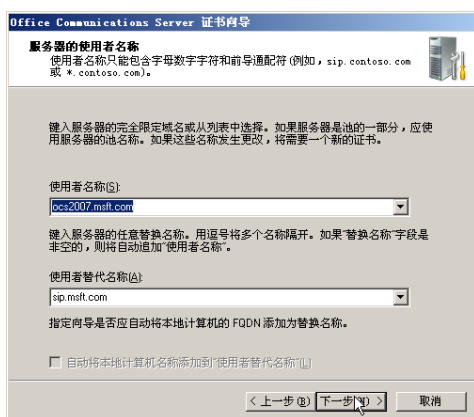 Office Communications Server 证书向导
服务器的使用者名称
使用者名称只能包含字母数字字符和前导通配符(例如，sip.contoso.com
或 *.contoso.com)。
键入服务器的完全限定域名或从列表中选择。如果服务器是池的一部分，应使
用服务器的池名称。如果这些名称发生更改，将需要一个新的证书。
使用者名称(S):
ocs2007.msft.com
键入服务器的任意替换名称。用逗号将多个名称隔开。如果"替换名称"字段是
非空的，则将自动追加"使用者名称"。
使用者替代名称(A):
sip.msft.com
指定向导是否应自动将本地计算机的 FQDN 添加为替换名称。
自动将本地计算机名称添加到"使用者替代名称"(L)
< 上一步(B) 下一步(N) > 取消